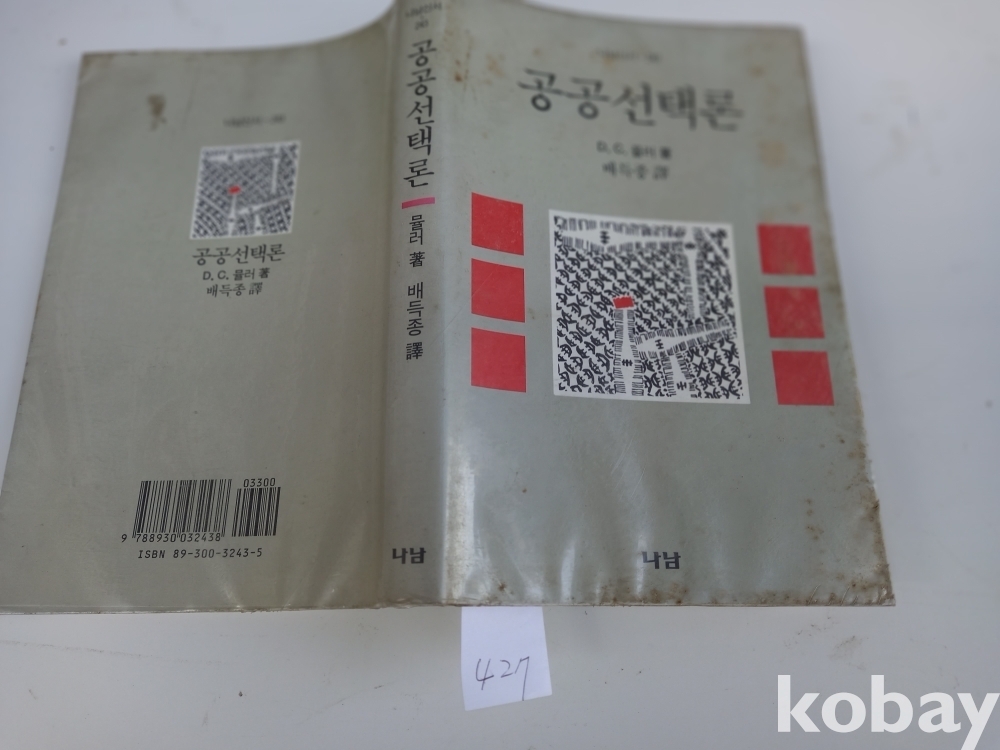 공공선택론
D. C. 뮬러 著
배득종 譯
03300
9 788930 032438
ISBN 89-300-3243-5
공공선택론
뮬러 著 배득종 譯
나남
공공선택론
D. C. 뮬러 著
배득종 譯
나남
427
kobay